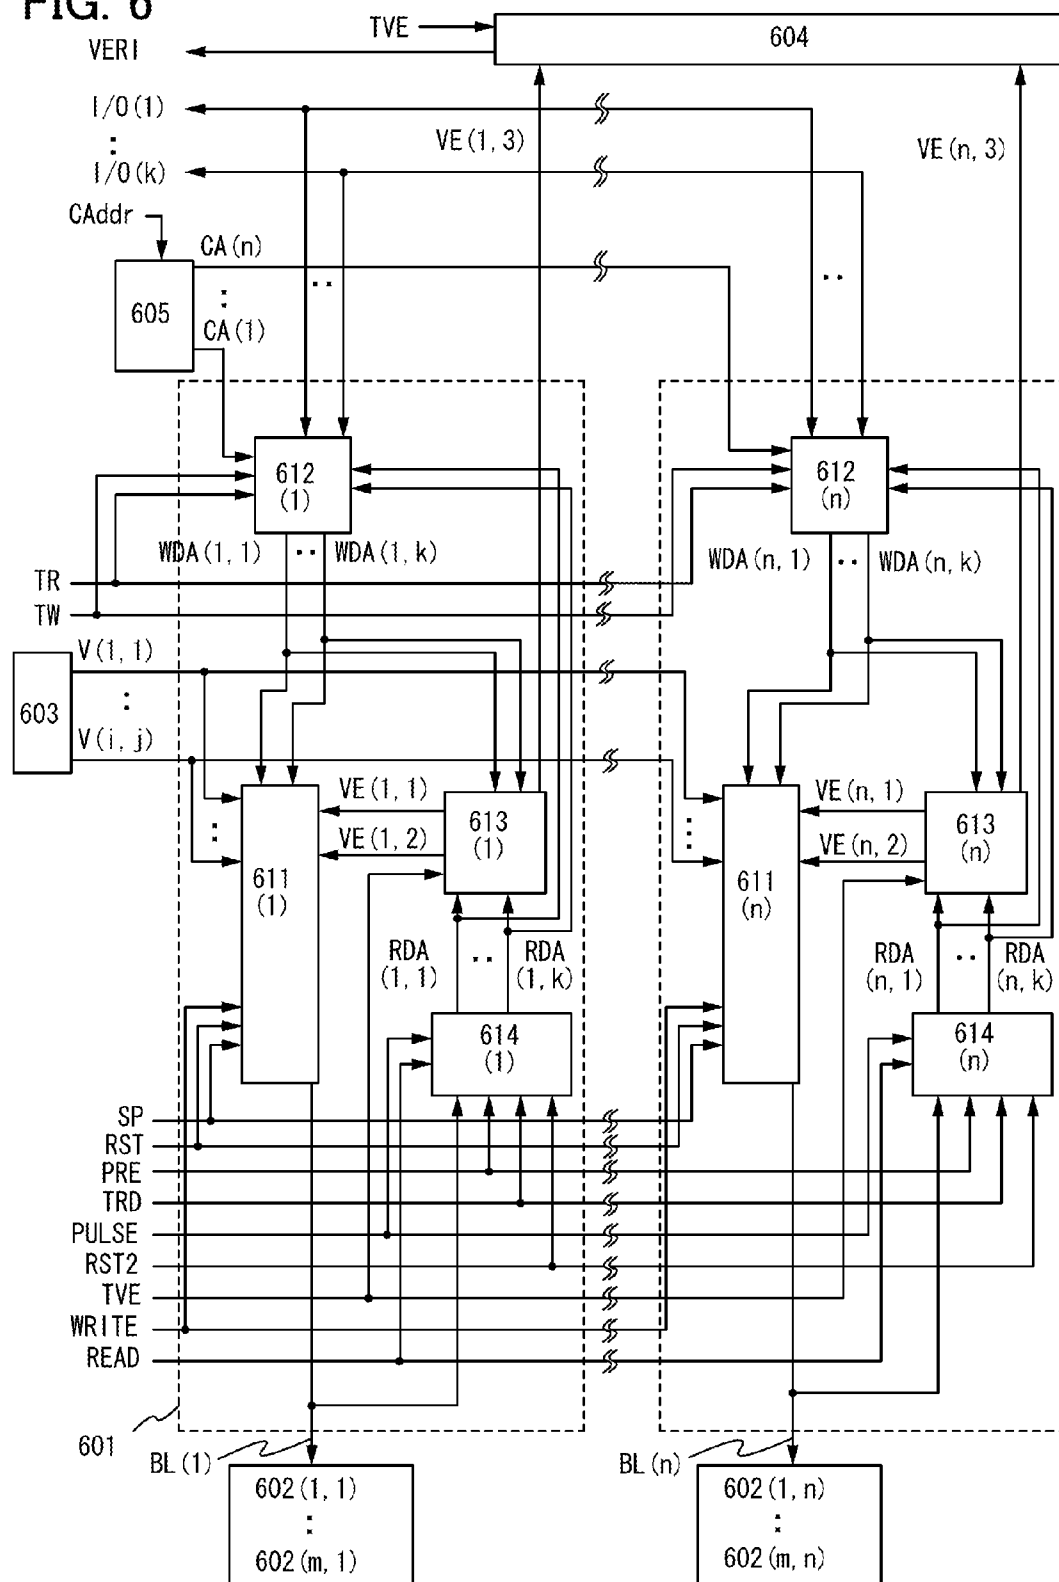 FIG. 6
TVE
604
VERI
I/O(1)
VE(1, 3)
VE(n, 3)
I/O(k)
CAddr
CA(n)
605
CA(1)
612
(1)
612
(n)
WDA(1, 1)
WDA(1, k)
WDA(n, 1)
WDA(n, k)
TR
TW
V(1, 1)
603
V(i, j)
VE(1, 1)
613
(1)
VE(1, 2)
611
(1)
VE(n, 1)
613
(n)
VE(n, 2)
611
(n)
RDA
(1, 1)
RDA
(1, k)
RDA
(n, 1)
RDA
(n, k)
614
(1)
614
(n)
SP
RST
PRE
TRD
PULSE
RST2
TVE
WRITE
READ
601
BL(1)
BL(n)
602(1, 1)
602(m, 1)
602(1, n)
602(m, n)